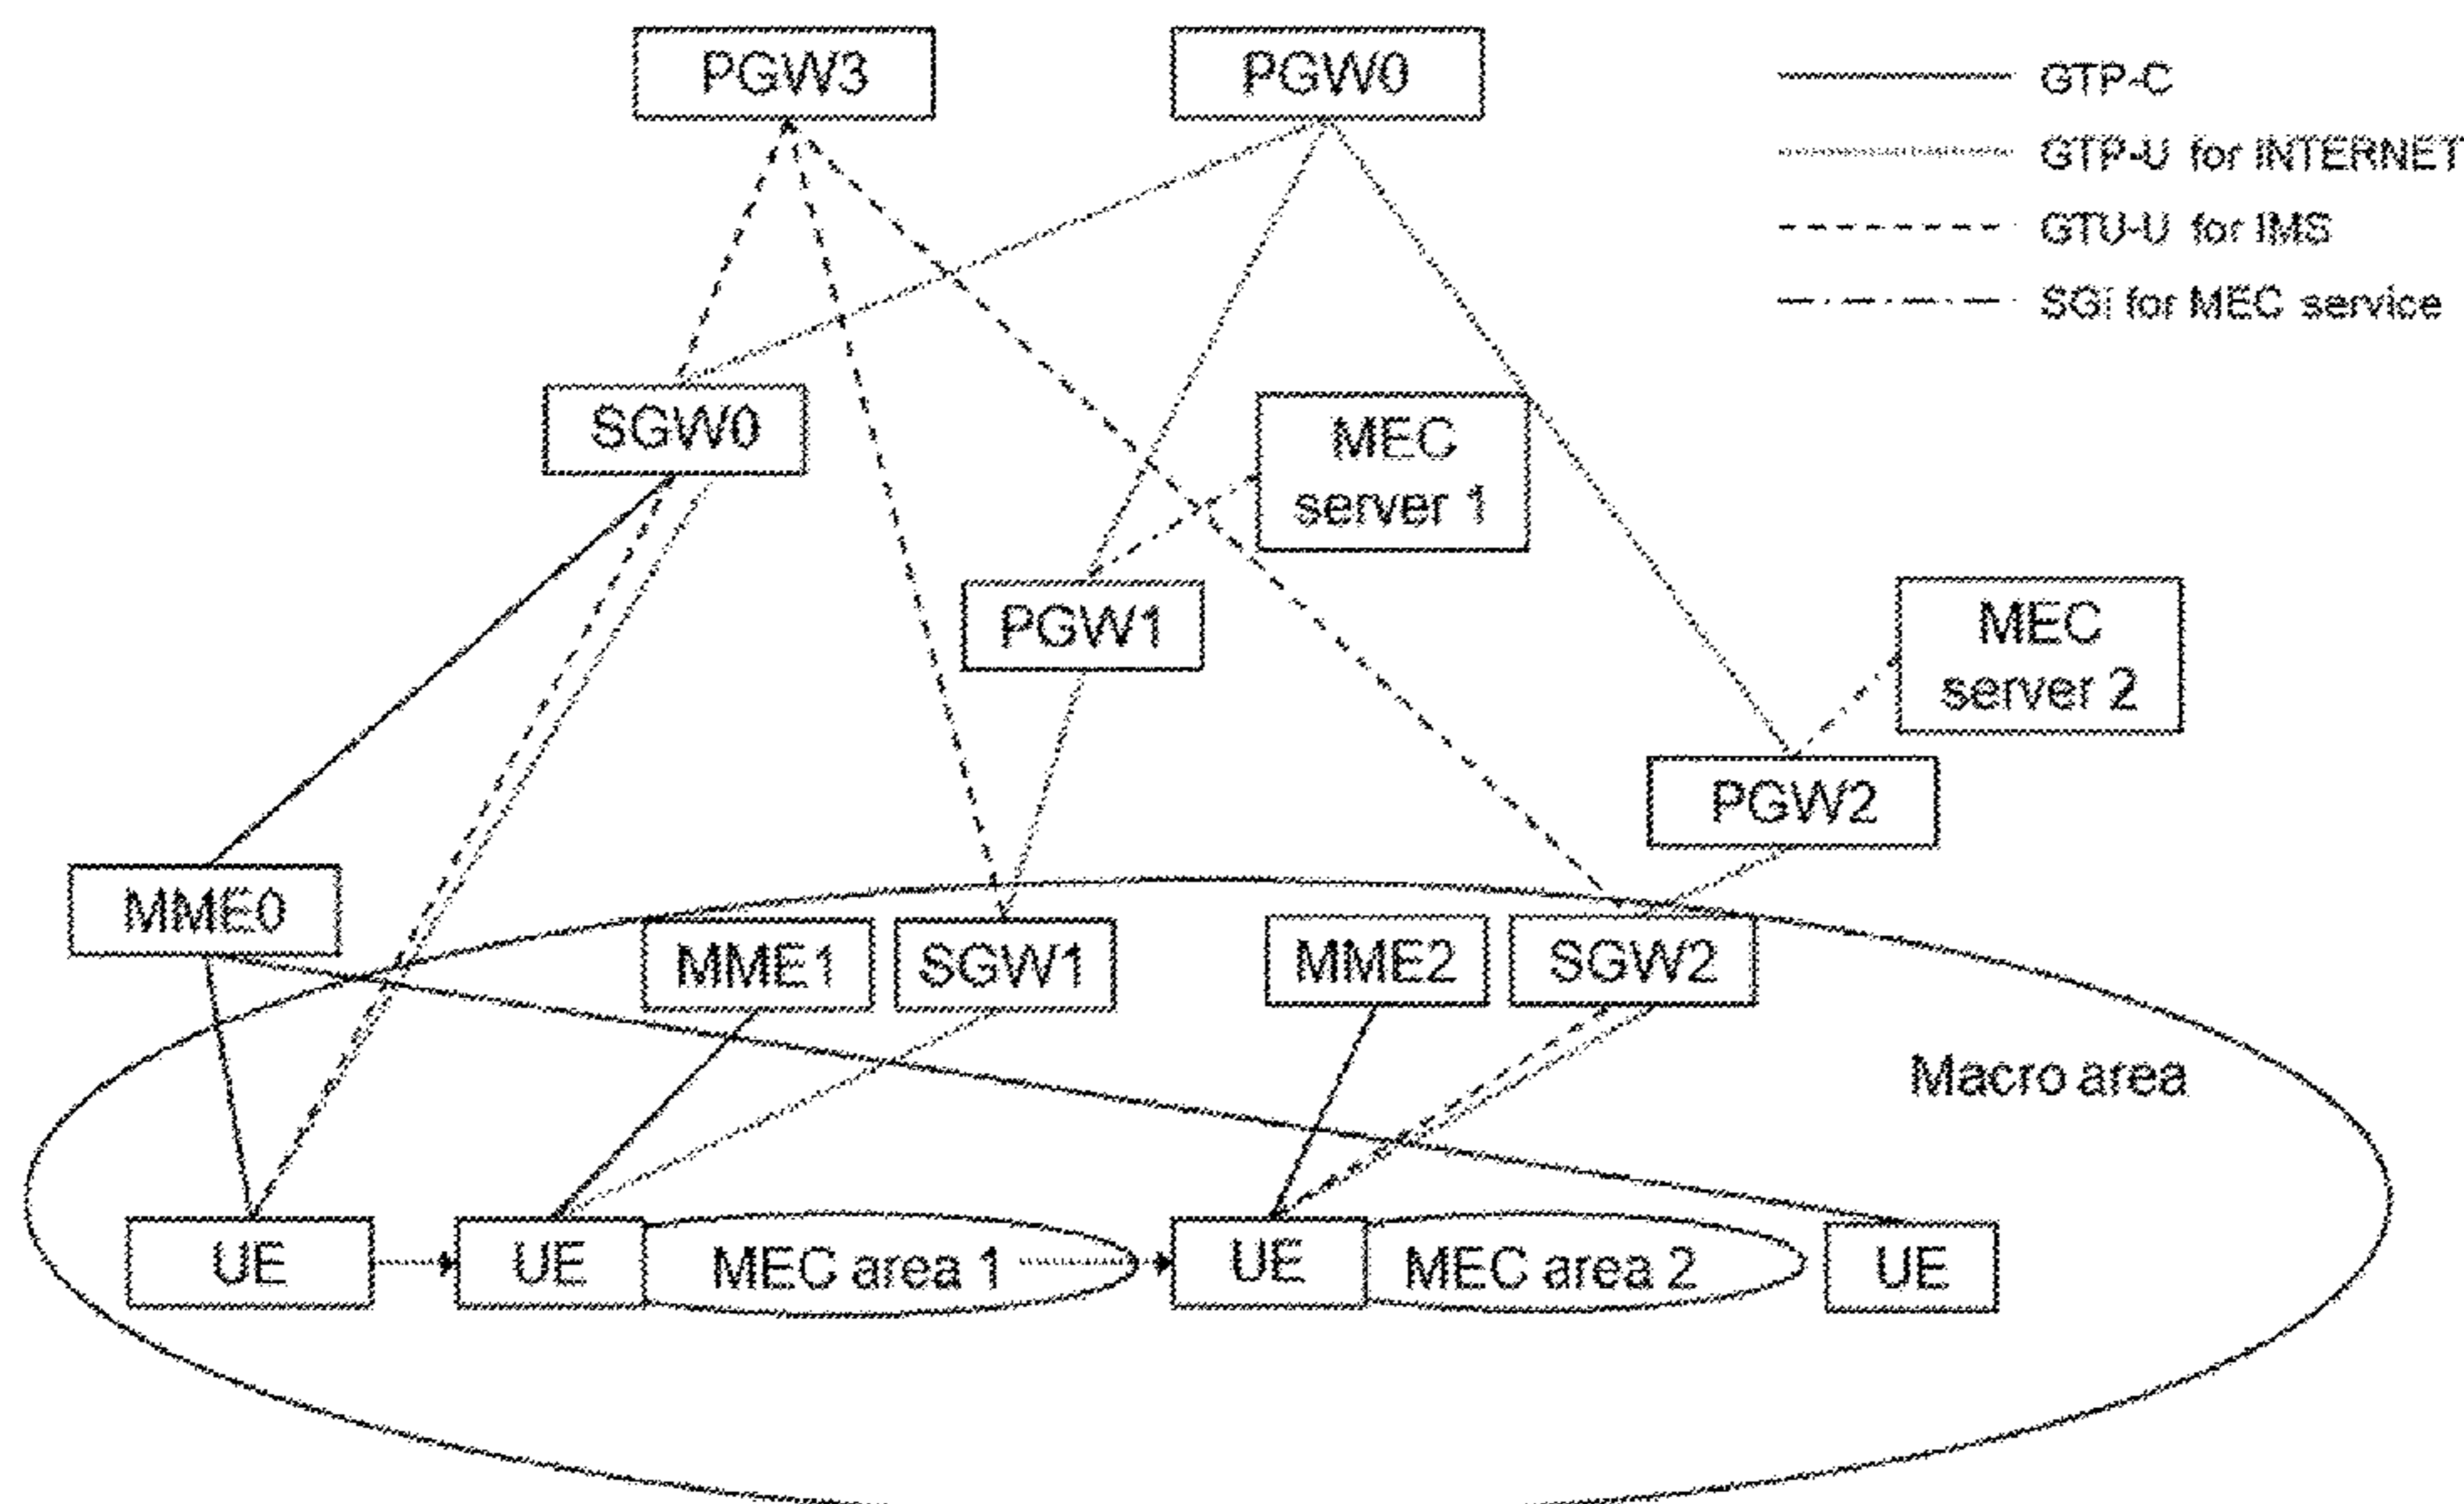 PGW3
PGW0
GTP-C
GTP-U for INTERNET
GTU-U for IMS
SGi for MEC service
SGW0
MEC
server 1
PGW1
MEC
server 2
PGW2
MME0
MME1
SGW1
MME2
SGW2
Macro area
UE
UE
MEC area 1
UE
MEC area 2
UE